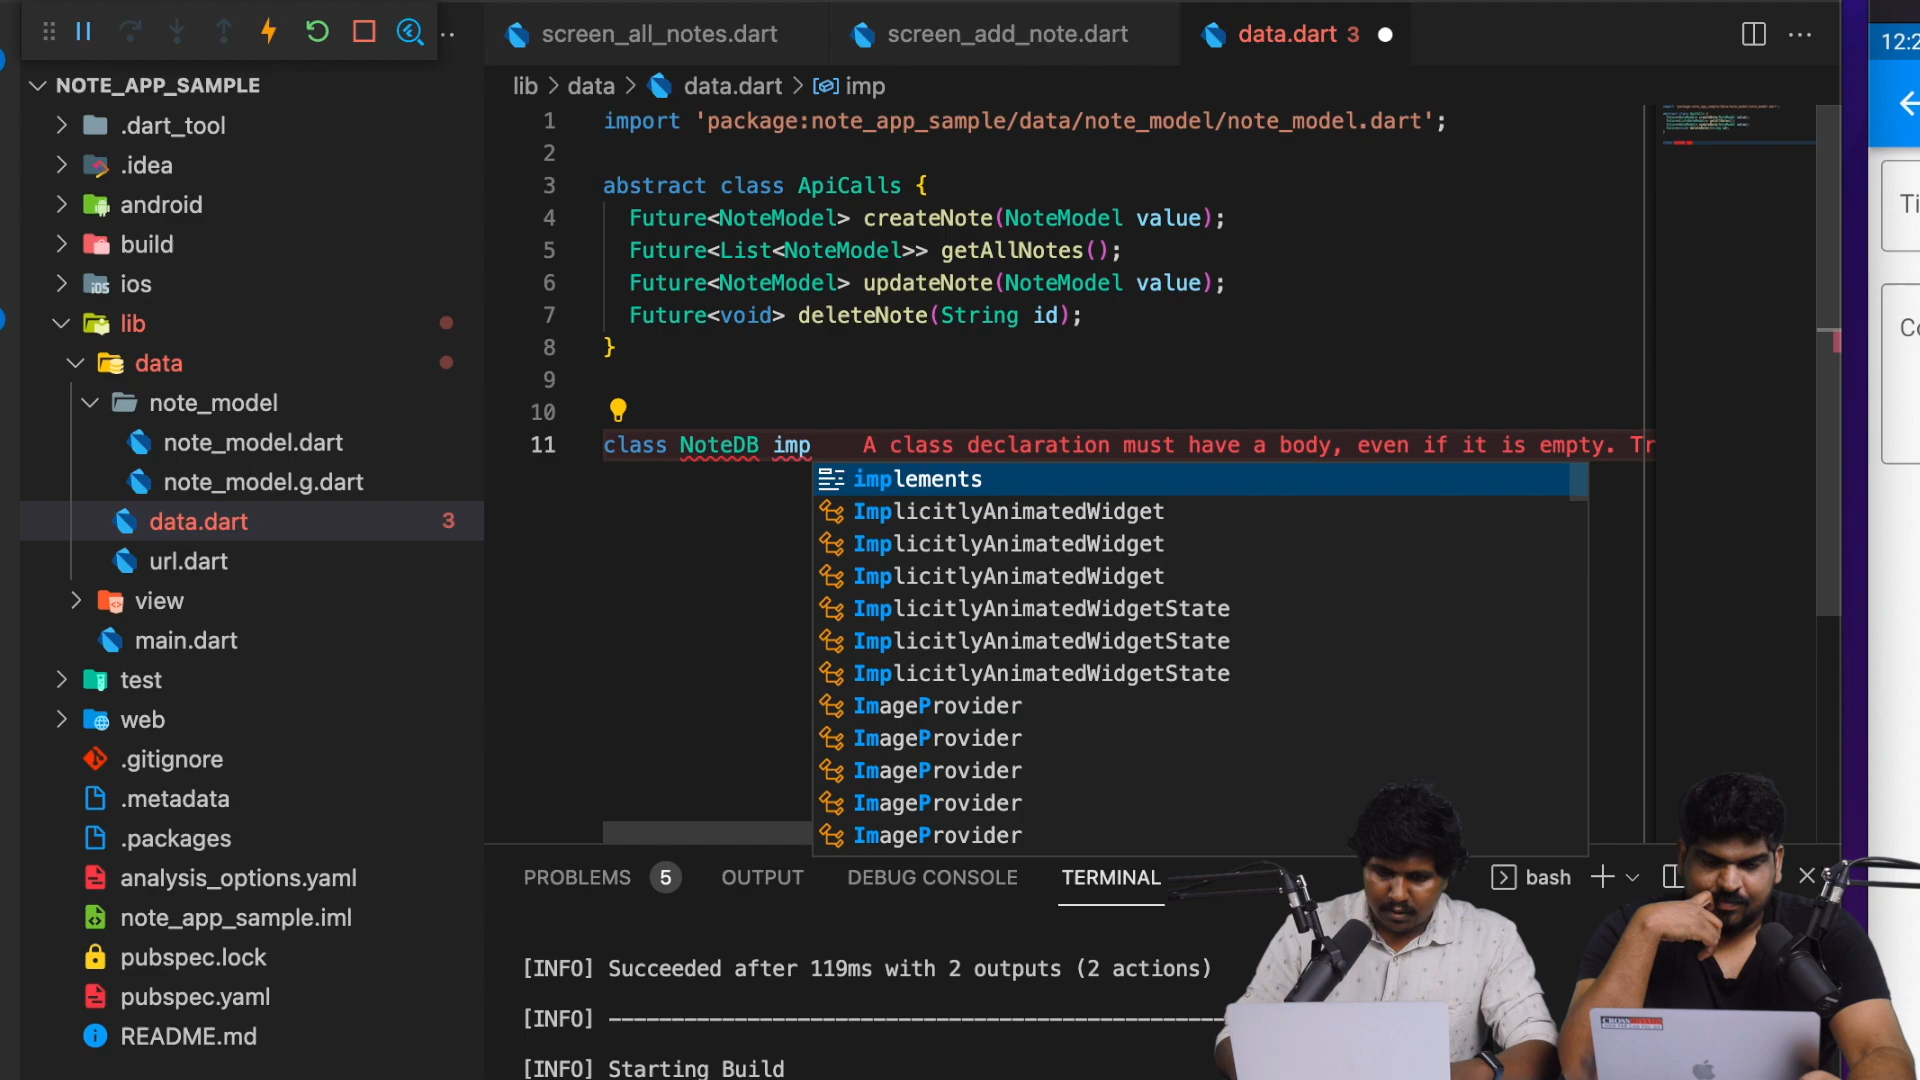 screen_all_notes.dart
screen_add_note.dart
data.dart 3
12:2
NOTE_APP_SAMPLE
.dart_tool
.idea
android
build
ios
lib
data
note_model
note_model.dart
note_model.g.dart
data.dart 3
url.dart
view
main.dart
test
web
.gitignore
.metadata
.packages
analysis_options.yaml
note_app_sample.iml
pubspec.lock
pubspec.yaml
README.md
lib > data > data.dart > imp
1 import 'package:note_app_sample/data/note_model/note_model.dart';
2
3 abstract class ApiCalls {
4 Future<NoteModel> createNote(NoteModel value);
5 Future<List<NoteModel>> getAllNotes();
6 Future<NoteModel> updateNote(NoteModel value);
7 Future<void> deleteNote(String id);
8 }
9
10
11 class NoteDB imp A class declaration must have a body, even if it is empty. Tr
implements
ImplicitlyAnimatedWidget
ImplicitlyAnimatedWidget
ImplicitlyAnimatedWidget
ImplicitlyAnimatedWidgetState
ImplicitlyAnimatedWidgetState
ImplicitlyAnimatedWidgetState
ImageProvider
ImageProvider
ImageProvider
ImageProvider
ImageProvider
Ti
Co
PROBLEMS 5 OUTPUT DEBUG CONSOLE TERMINAL bash
[INFO] Succeeded after 119ms with 2 outputs (2 actions)
[INFO] ----------------------------------------
[INFO] Starting Build